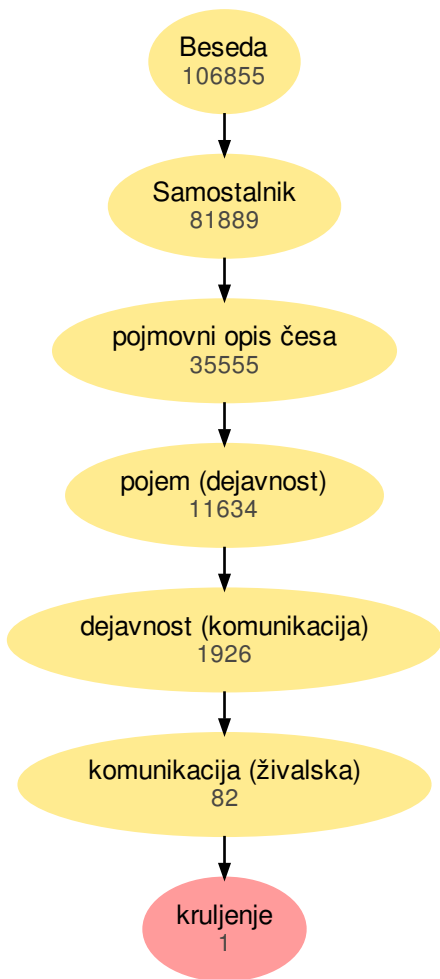 Beseda
106855
Samostalnik
81889
pojmovni opis česa
35555
pojem (dejavnost)
11634
dejavnost (komunikacija)
1926
komunikacija (živalska)
82
kruljenje
1